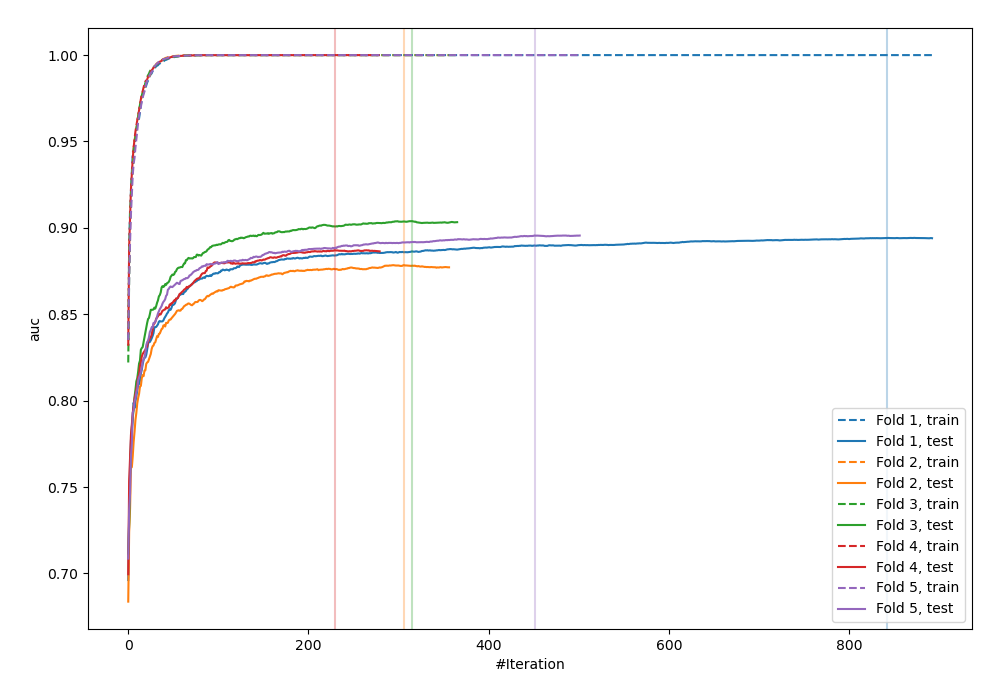 1.00
0.95
0.90
0.85
0.80
0.75
0.70
auc
0
200
400
600
800
#Iteration
Fold 1, train
Fold 1, test
Fold 2, train
Fold 2, test
Fold 3, train
Fold 3, test
Fold 4, train
Fold 4, test
Fold 5, train
Fold 5, test